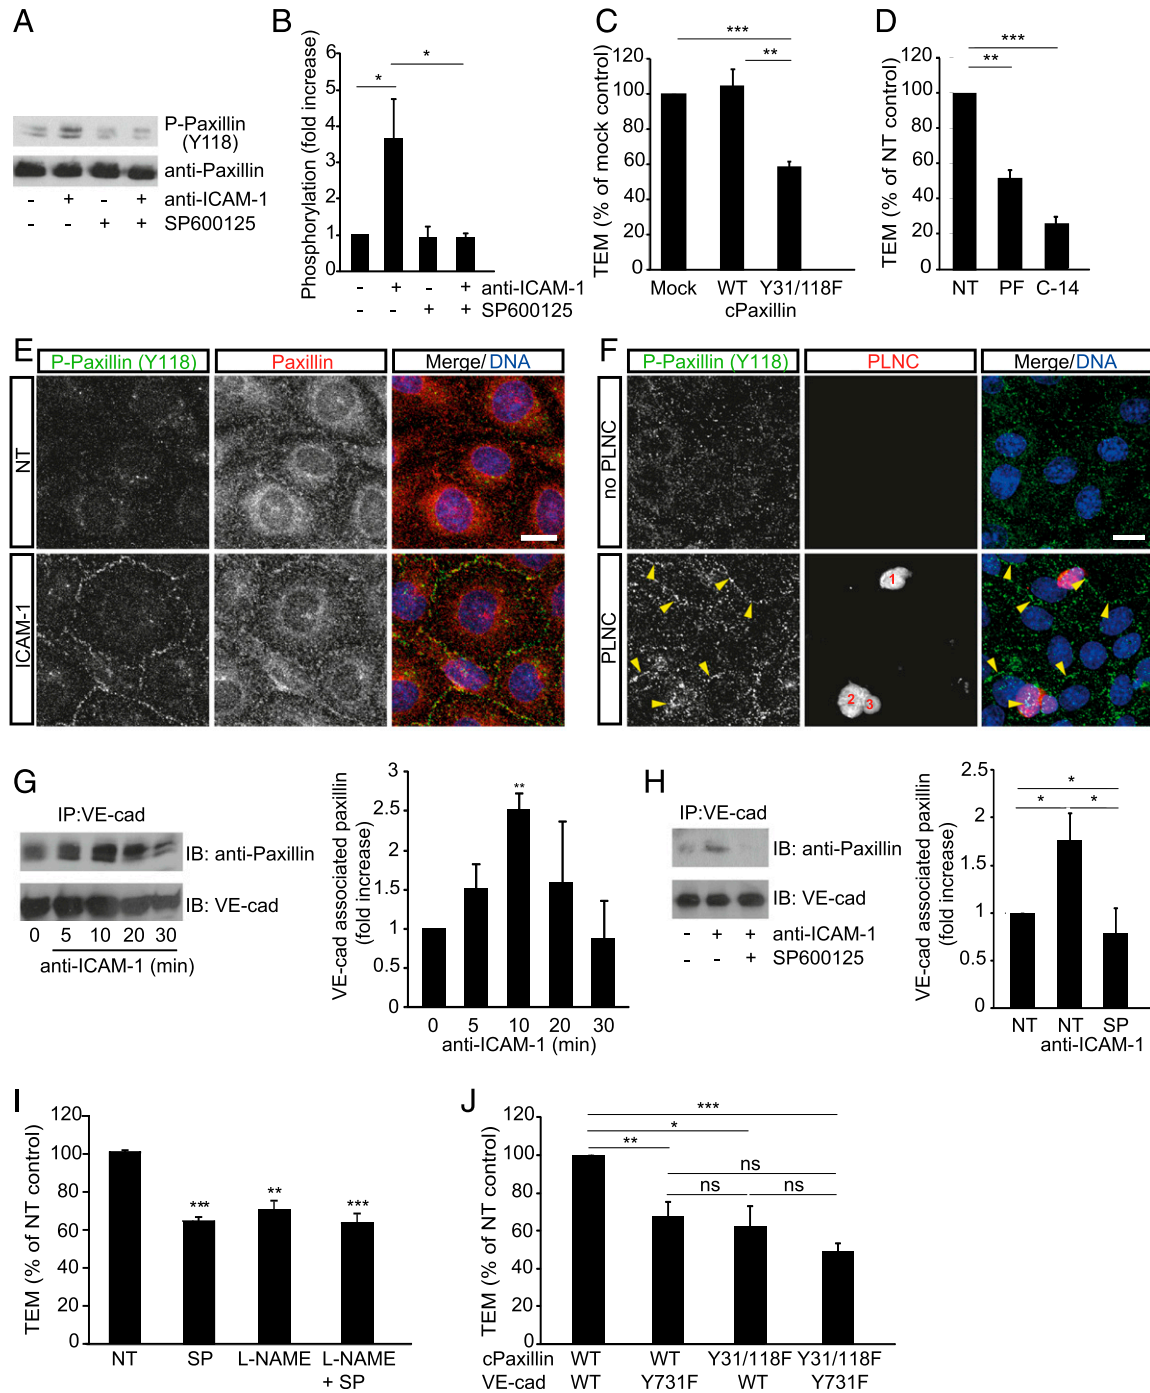 A
P-Paxillin
(Y118)
anti-Paxillin
- + - + anti-ICAM-1
- - + + SP600125
B
*
*
Phosphorylation (fold increase)
6
5
4
3
2
1
0
- + - + anti-ICAM-1
- - + + SP600125
C
***
**
TEM (% of mock control)
120
100
80
60
40
20
0
Mock WT Y31/118F
cPaxillin
D
***
**
TEM (% of NT control)
120
100
80
60
40
20
0
NT PF C-14
E
P-Paxillin (Y118) Paxillin Merge/DNA
NT
ICAM-1
F
P-Paxillin (Y118) PLNC Merge/DNA
no PLNC
PLNC
1
2 3
G
IP:VE-cad
IB: anti-Paxillin
IB: VE-cad
0 5 10 20 30
anti-ICAM-1 (min)
VE-cad associated paxillin
(fold increase)
3
2.5
2
1.5
1
0.5
0
**
0 5 10 20 30
anti-ICAM-1 (min)
H
IP:VE-cad
IB: anti-Paxillin
IB: VE-cad
- + + anti-ICAM-1
- - + SP600125
VE-cad associated paxillin
(fold increase)
2.5
2
1.5
1
0.5
0
*
* *
NT NT SP
anti-ICAM-1
I
TEM (% of NT control)
120
100
80
60
40
20
0
*** ** ***
NT SP L-NAME L-NAME
+ SP
J
TEM (% of NT control)
120
100
80
60
40
20
0
***
*
**
ns
ns ns
cPaxillin WT WT Y31/118F Y31/118F
VE-cad WT Y731F WT Y731F